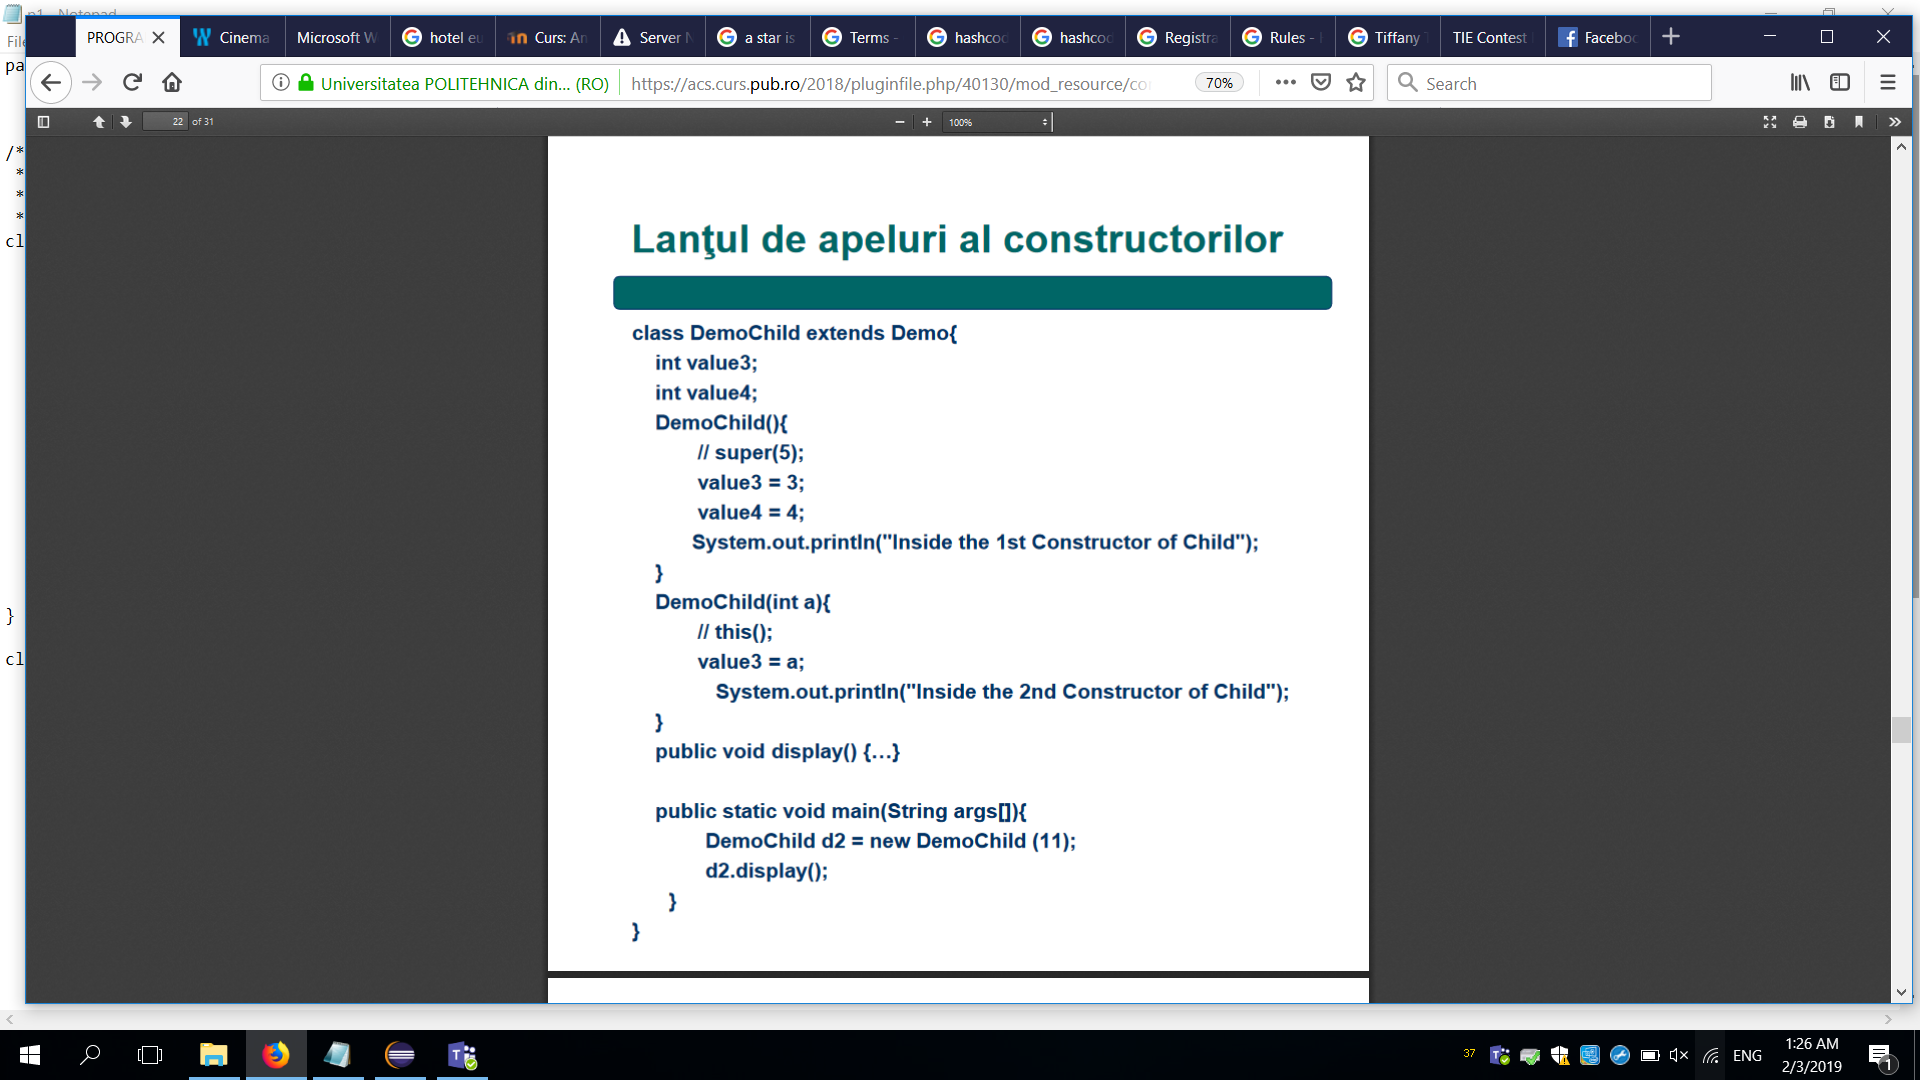 n1 - Notepad
PROGRA
Cinema
Microsoft W
hotel eu
Curs: An
Server N
a star is
Terms -
hashcod
hashcod
Registra
Rules -
Tiffany
TIE Contest
Faceboo
File
Universitatea POLITEHNICA din... (RO)
https://acs.curs.pub.ro/2018/pluginfile.php/40130/mod_resource/co
70%
Search
22 of 31
100%
pa
/*
*
*
*
cl
}
cl
Lanţul de apeluri al constructorilor
class DemoChild extends Demo{
int value3;
int value4;
DemoChild(){
// super(5);
value3 = 3;
value4 = 4;
System.out.println("Inside the 1st Constructor of Child");
}
DemoChild(int a){
// this();
value3 = a;
System.out.println("Inside the 2nd Constructor of Child");
}
public void display() {…}
public static void main(String args[]){
DemoChild d2 = new DemoChild (11);
d2.display();
}
}
37
ENG
1:26 AM
2/3/2019
1